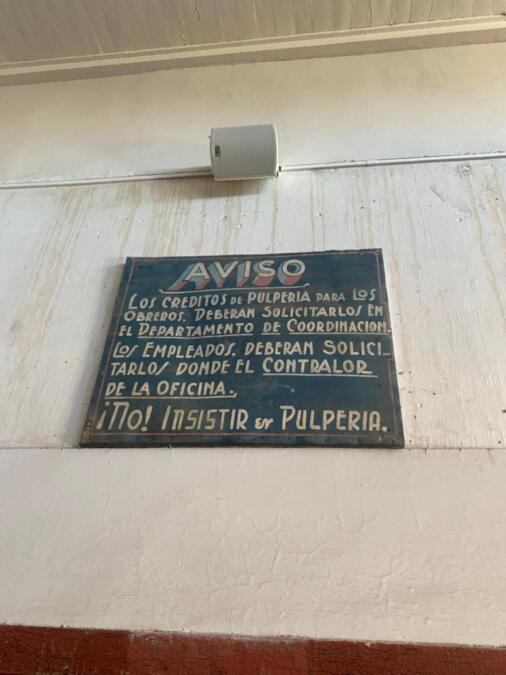 AVISO
LOS CREDITOS DE PULPERIA PARA LOS
OBREROS, DEBERAN SOLICITARLOS EN
EL DEPARTAMENTO DE COORDINACION.
LOS EMPLEADOS, DEBERAN SOLICI-
TARLOS DONDE EL CONTRALOR
DE LA OFICINA.
¡NO! INSISTIR EN PULPERIA.